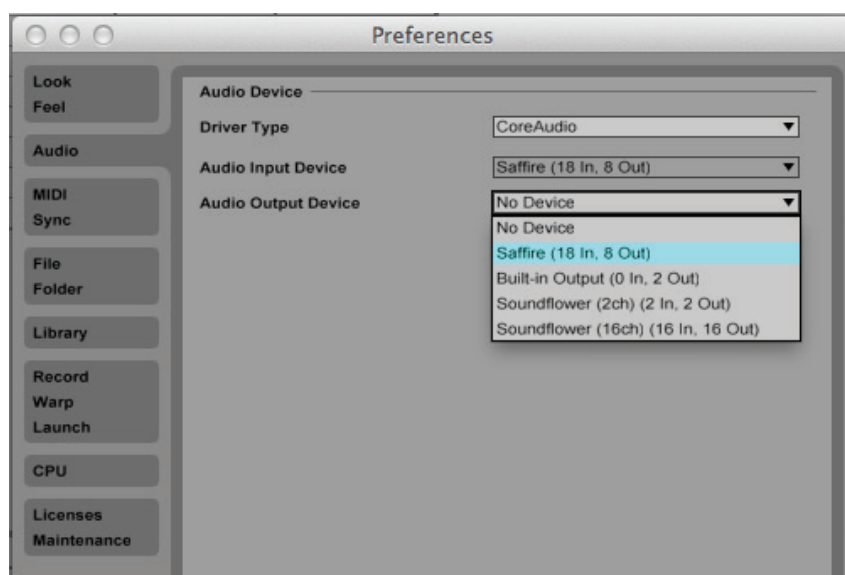 Preferences
Look
Feel
Audio
MIDI
Sync
File
Folder
Library
Record
Warp
Launch
CPU
Licenses
Maintenance
Audio Device
Driver Type CoreAudio
Audio Input Device Saffire (18 In, 8 Out)
Audio Output Device No Device
No Device
Saffire (18 In, 8 Out)
Built-in Output (0 In, 2 Out)
Soundflower (2ch) (2 In, 2 Out)
Soundflower (16ch) (16 In, 16 Out)